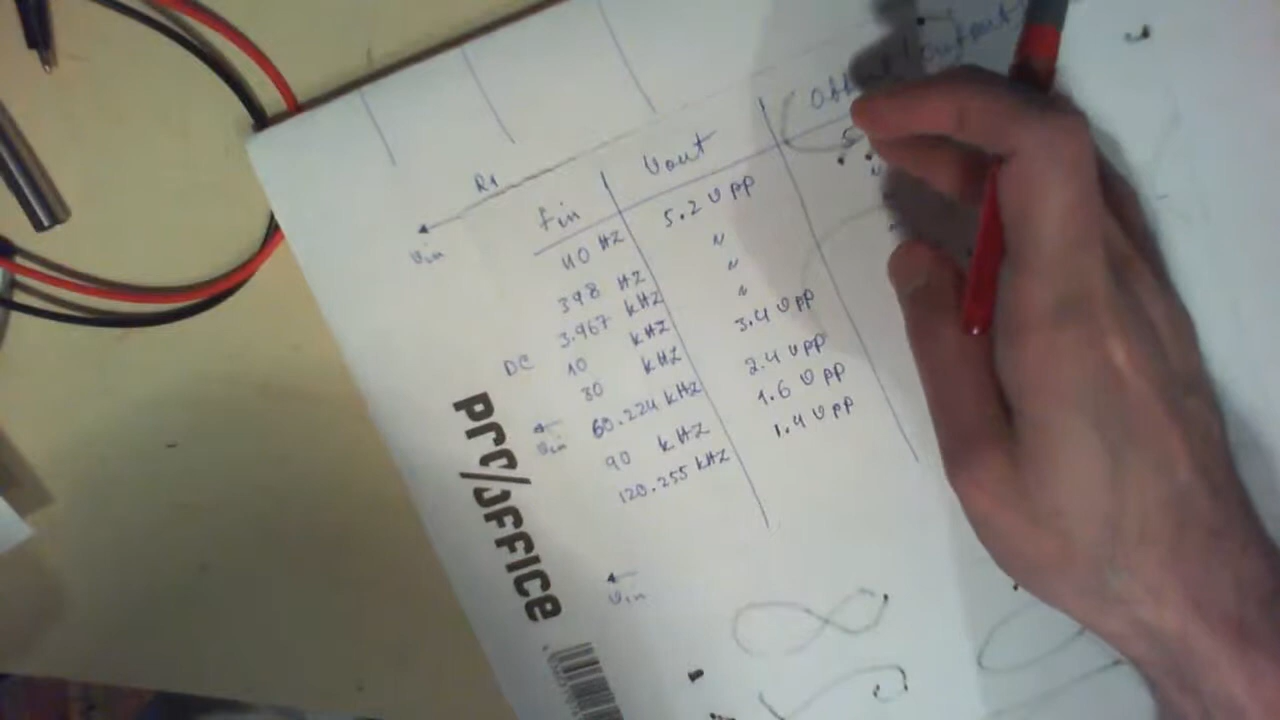 R1
Vin
Fin Vout
40 Hz 5.2 V pp
398 Hz "
3.967 kHz "
DC 10 kHz "
30 kHz 3.4 V pp
Vin 60.224 kHz 2.4 V pp
90 kHz 1.6 V pp
120.255 kHz 1.4 V pp
Vin
pro/office